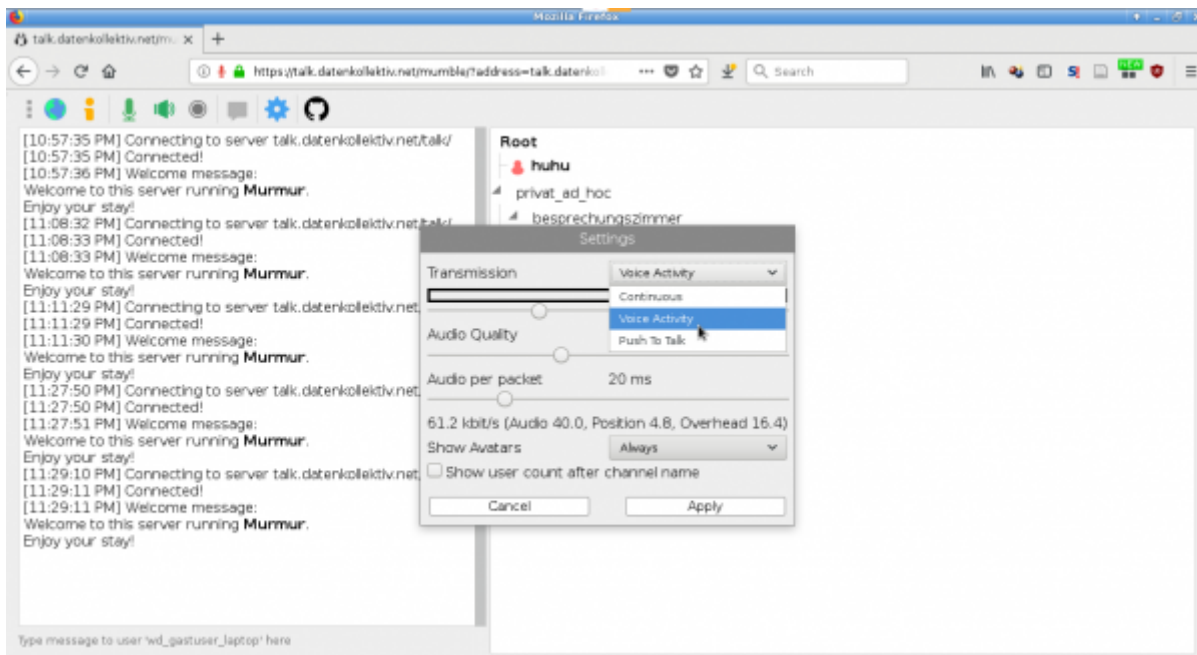 Mozilla Firefox
talk.datenkollektiv.net/m
https://talk.datenkollektiv.net/mumble/?address=talk.datenkol
Search
NEW
[10:57:35 PM] Connecting to server talk.datenkollektiv.net/talk/
[10:57:35 PM] Connected!
[10:57:36 PM] Welcome message:
Welcome to this server running Murmur.
Enjoy your stay!
[11:08:32 PM] Connecting to server talk.datenkollektiv.net/talk/
[11:08:33 PM] Connected!
[11:08:33 PM] Welcome message:
Welcome to this server running Murmur.
Enjoy your stay!
[11:11:29 PM] Connecting to server talk.datenkollektiv.net
[11:11:29 PM] Connected!
[11:11:30 PM] Welcome message:
Welcome to this server running Murmur.
Enjoy your stay!
[11:27:50 PM] Connecting to server talk.datenkollektiv.net
[11:27:50 PM] Connected!
[11:27:51 PM] Welcome message:
Welcome to this server running Murmur.
Enjoy your stay!
[11:29:10 PM] Connecting to server talk.datenkollektiv.net
[11:29:11 PM] Connected!
[11:29:11 PM] Welcome message:
Welcome to this server running Murmur.
Enjoy your stay!
Type message to user 'wd_gastuser_laptop' here
Root
huhu
privat_ad_hoc
besprechungszimmer
Settings
Transmission Voice Activity
Continuous
Voice Activity
Push To Talk
Audio Quality
Audio per packet 20 ms
61.2 kbit/s (Audio 40.0, Position 4.8, Overhead 16.4)
Show Avatars Always
Show user count after channel name
Cancel Apply